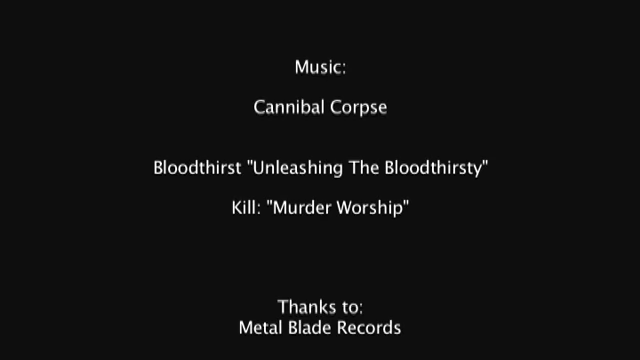 Music:
Cannibal Corpse
Bloodthirst "Unleashing The Bloodthirsty"
Kill: "Murder Worship"
Thanks to:
Metal Blade Records